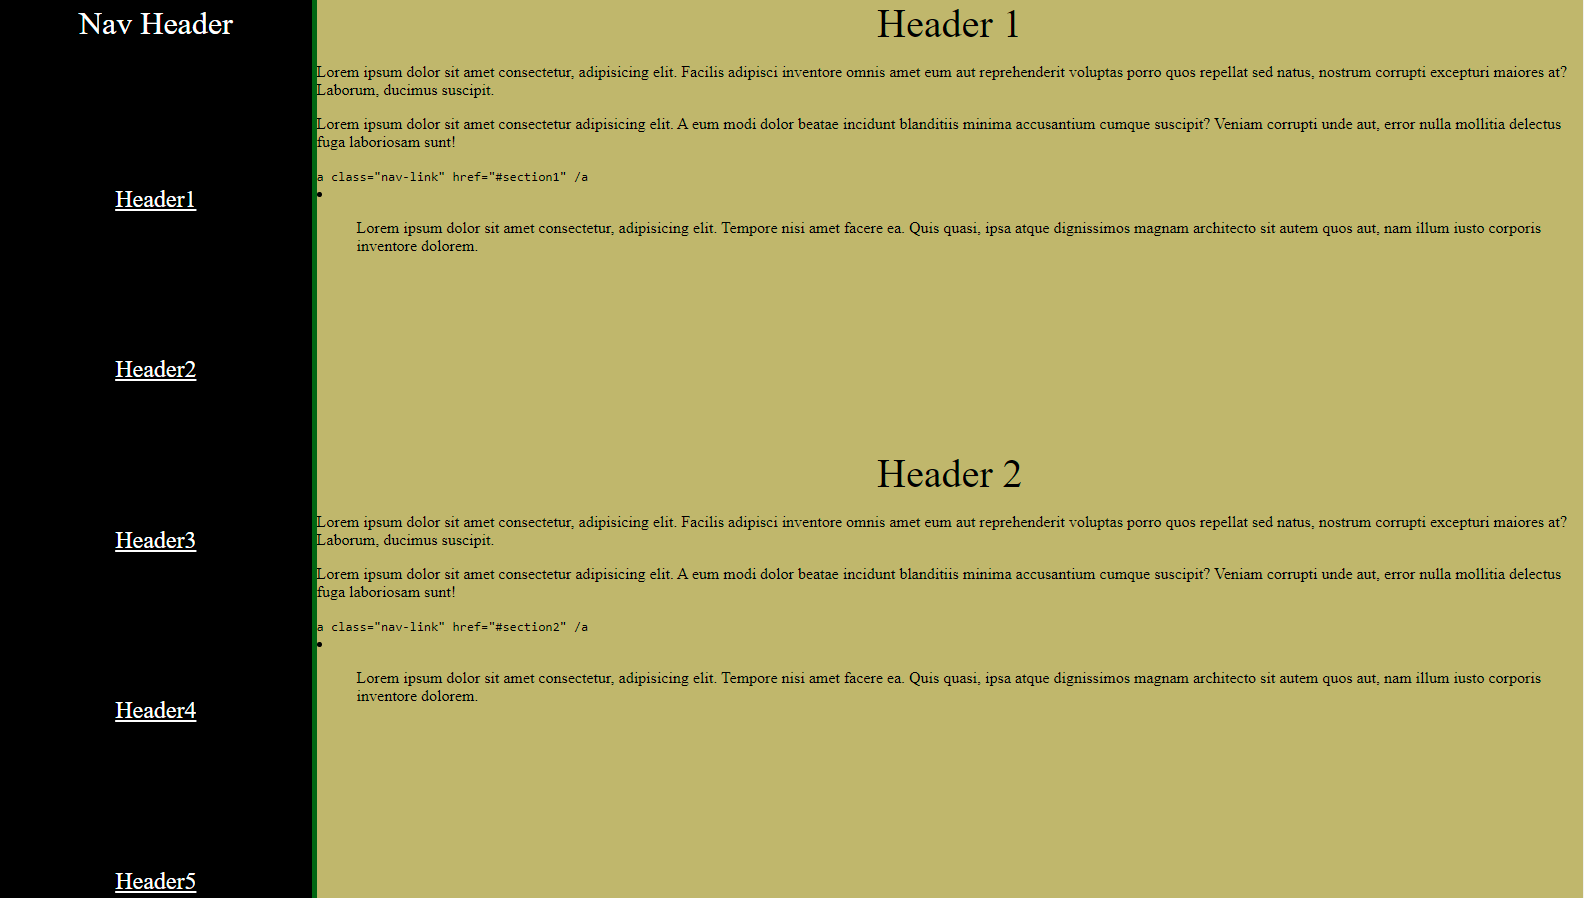 Nav Header
Header1
Header2
Header3
Header4
Header5
Header 1
Lorem ipsum dolor sit amet consectetur, adipisicing elit. Facilis adipisci inventore omnis amet eum aut reprehenderit voluptas porro quos repellat sed natus, nostrum corrupti excepturi maiores at?
Laborum, ducimus suscipit.
Lorem ipsum dolor sit amet consectetur adipisicing elit. A eum modi dolor beatae incidunt blanditiis minima accusantium cumque suscipit? Veniam corrupti unde aut, error nulla mollitia delectus
fuga laboriosam sunt!
a class="nav-link" href="#section1" /a
•
Lorem ipsum dolor sit amet consectetur, adipisicing elit. Tempore nisi amet facere ea. Quis quasi, ipsa atque dignissimos magnam architecto sit autem quos aut, nam illum iusto corporis
inventore dolorem.
Header 2
Lorem ipsum dolor sit amet consectetur, adipisicing elit. Facilis adipisci inventore omnis amet eum aut reprehenderit voluptas porro quos repellat sed natus, nostrum corrupti excepturi maiores at?
Laborum, ducimus suscipit.
Lorem ipsum dolor sit amet consectetur adipisicing elit. A eum modi dolor beatae incidunt blanditiis minima accusantium cumque suscipit? Veniam corrupti unde aut, error nulla mollitia delectus
fuga laboriosam sunt!
a class="nav-link" href="#section2" /a
•
Lorem ipsum dolor sit amet consectetur, adipisicing elit. Tempore nisi amet facere ea. Quis quasi, ipsa atque dignissimos magnam architecto sit autem quos aut, nam illum iusto corporis
inventore dolorem.